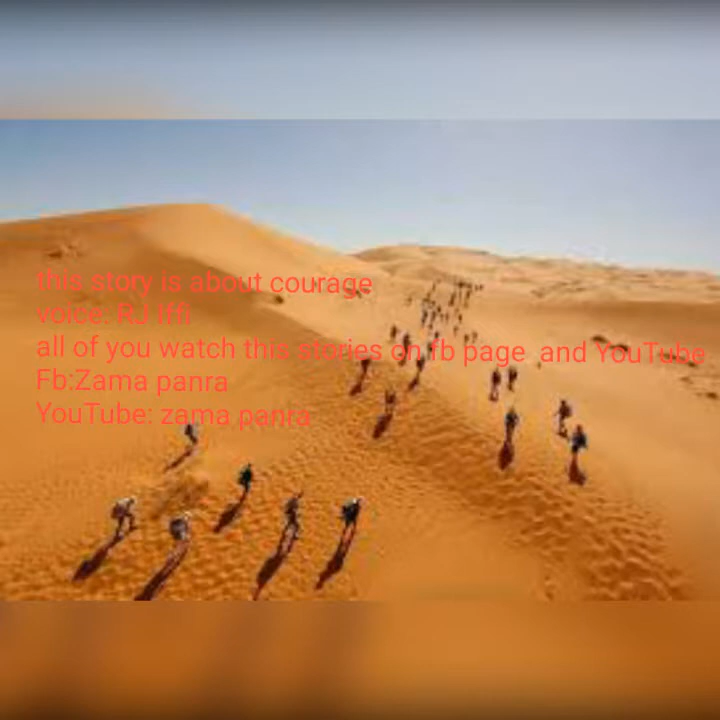 this story is about courage
voice: RJ Iffi
all of you watch this stories on fb page  and YouTube
Fb:Zama panra
YouTube: zama panra